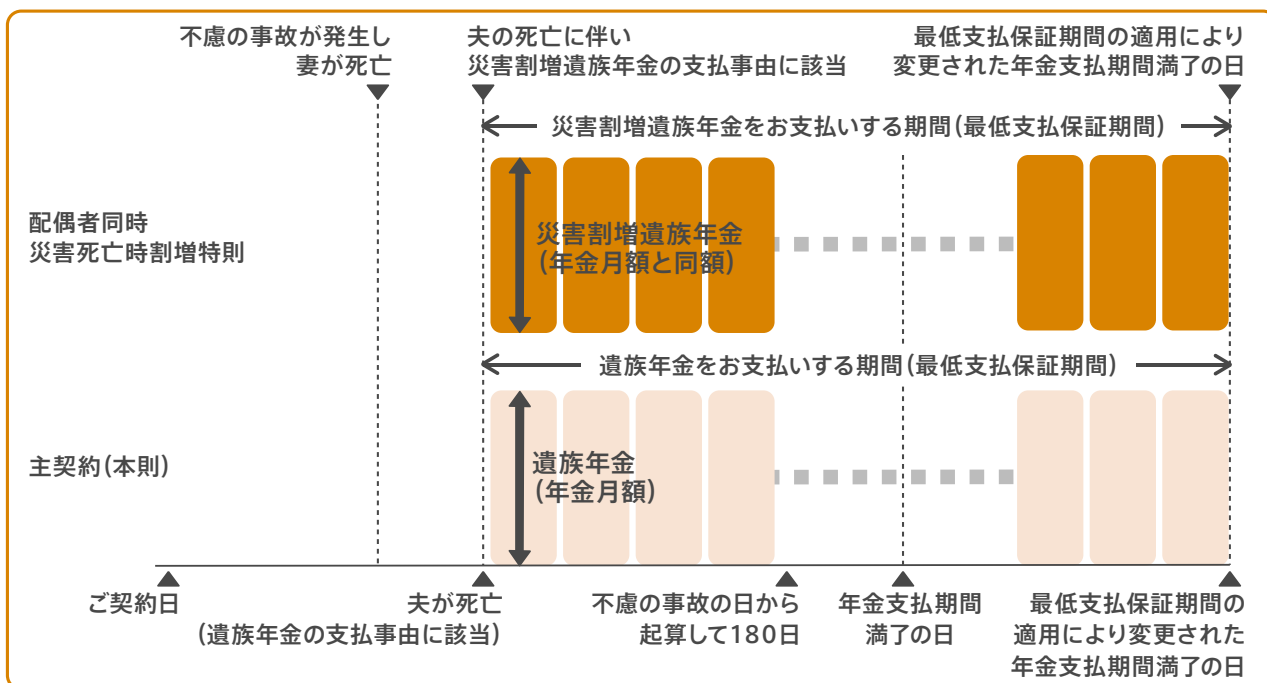 不慮の事故が発生し
妻が死亡
夫の死亡に伴い
災害割増遺族年金の支払事由に該当
最低支払保証期間の適用により
変更された年金支払期間満了の日
災害割増遺族年金をお支払いする期間(最低支払保証期間)
配偶者同時
災害死亡時割増特則
災害割増遺族年金
(年金月額と同額)
遺族年金をお支払いする期間(最低支払保証期間)
主契約(本則)
遺族年金
(年金月額)
ご契約日
夫が死亡
(遺族年金の支払事由に該当)
不慮の事故の日から
起算して180日
年金支払期間
満了の日
最低支払保証期間の
適用により変更された
年金支払期間満了の日